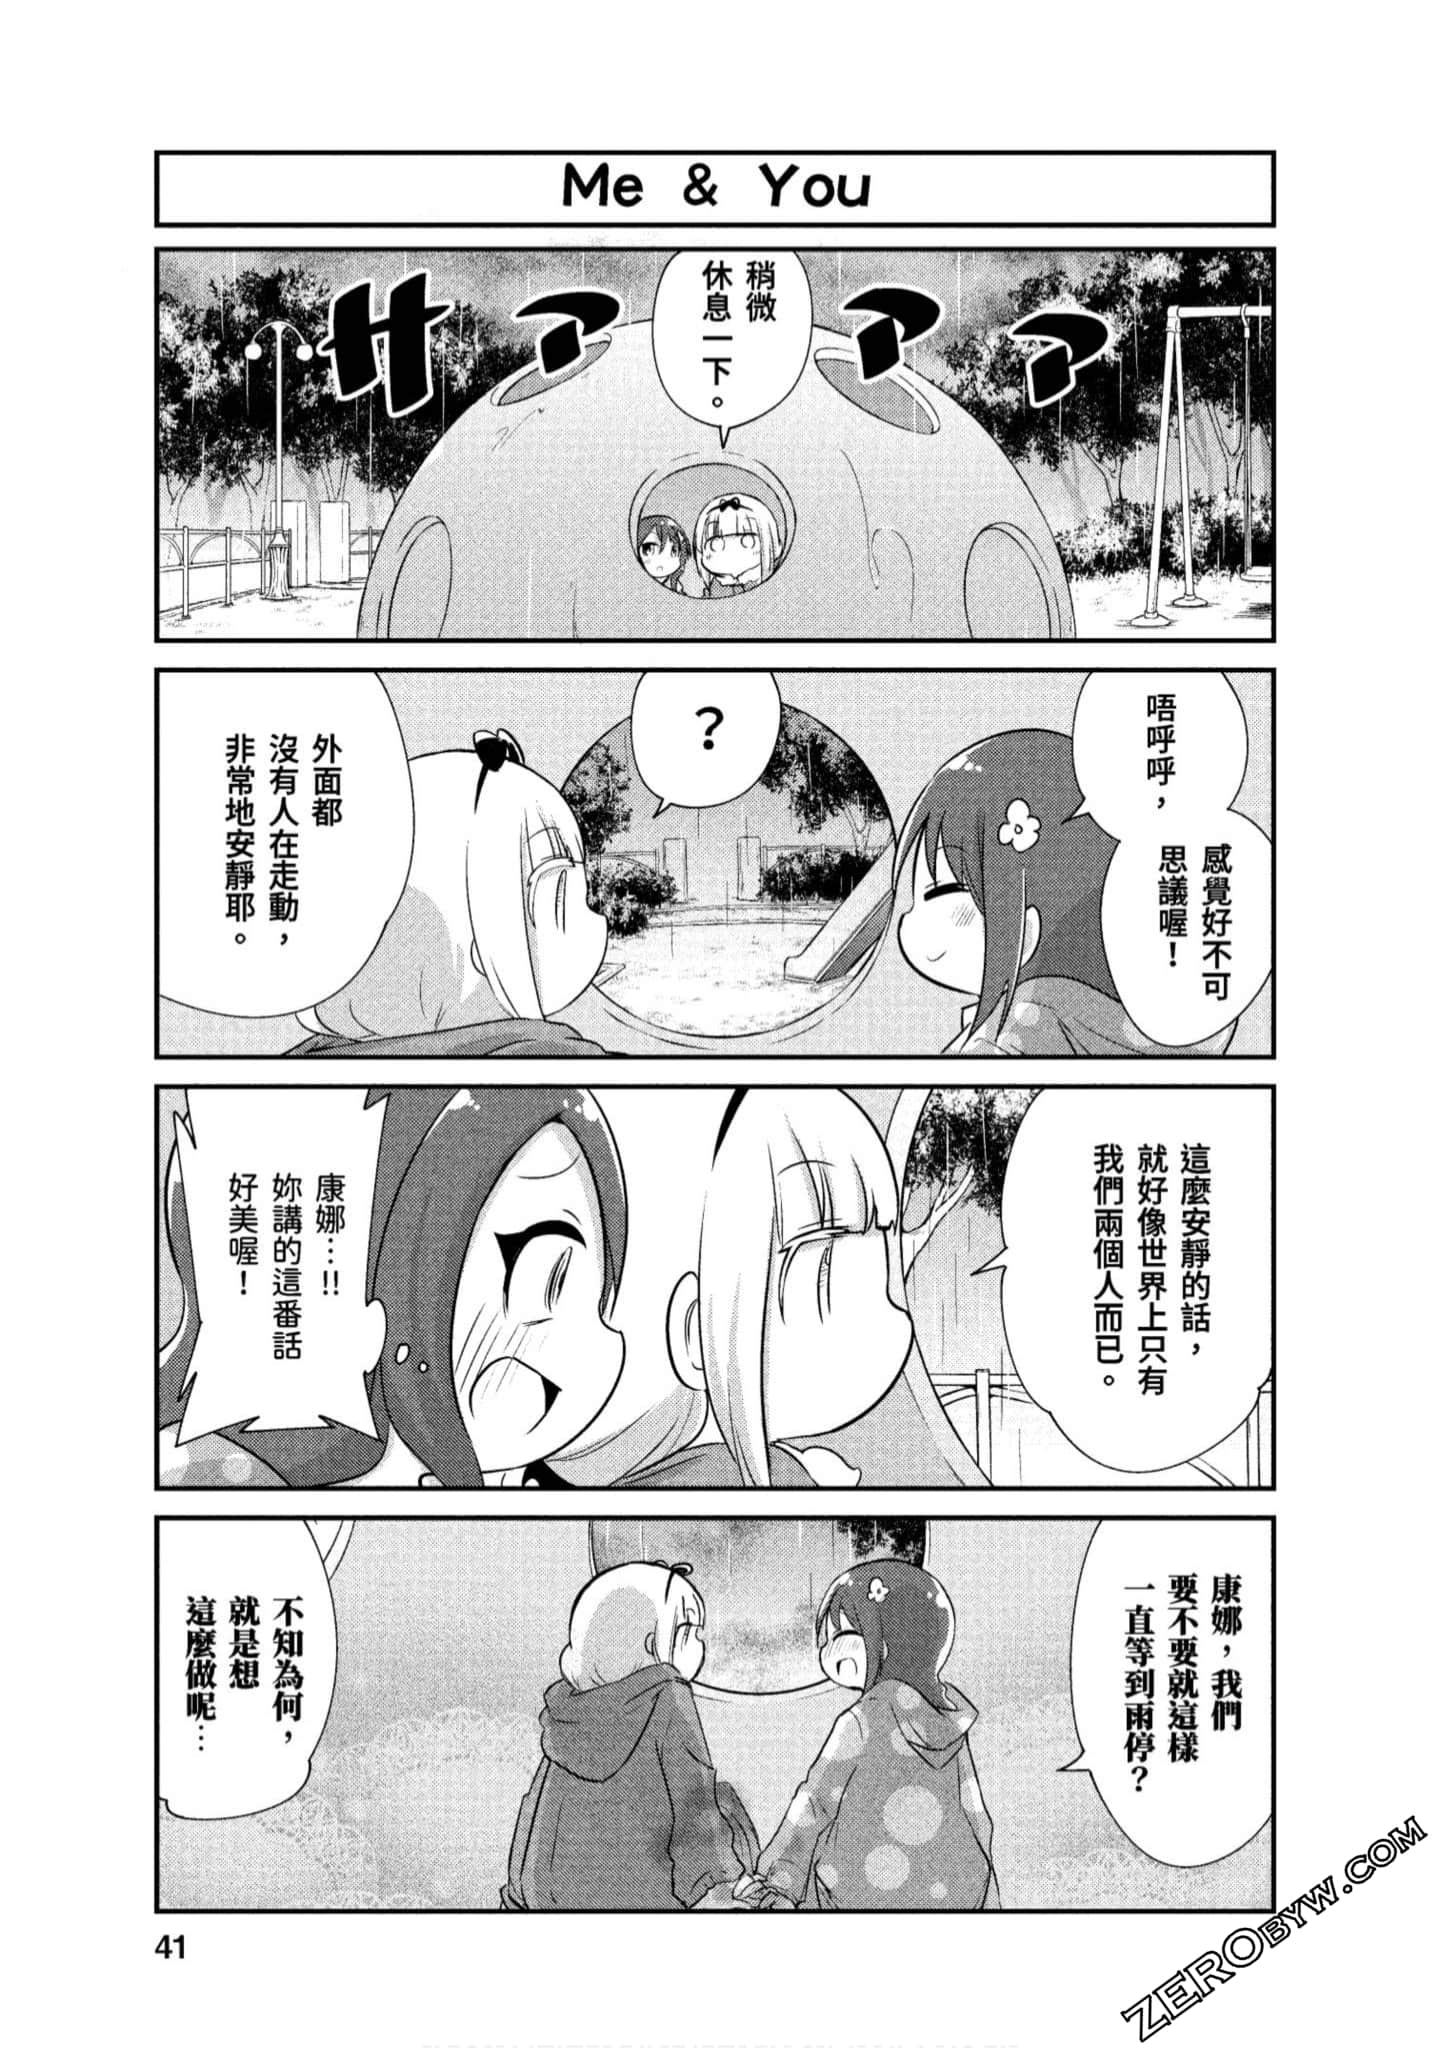 Me & You
ザァァァ
稍微
休息一下。
唔呼呼，
感覺好不可
思議喔！
？
外面都
沒有人在走動，
非常地安靜耶。
這麼安靜的話，
就好像世界上只有
我們兩個人而已。
康娜…!!
妳講的這番話
好美喔！
康娜，我們
要不要就這樣
一直等到雨停？
不知為何，
就是想
這麼做呢…
41
ZEROBYW.COM